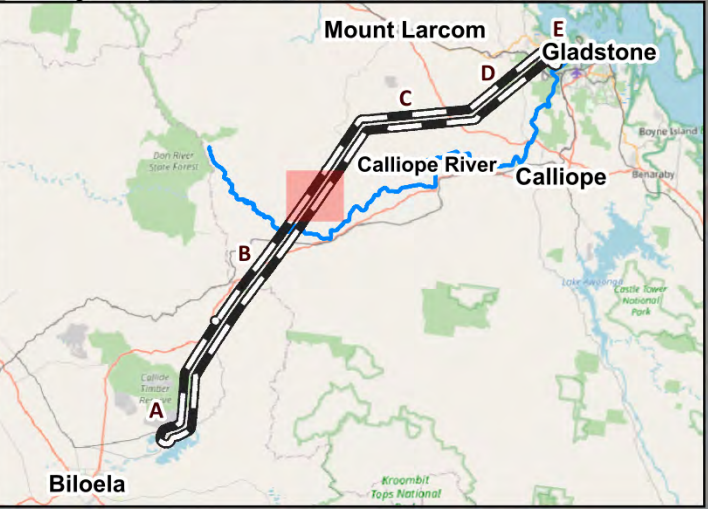 Mount Larcom
E
Gladstone
D
C
Boyne Island
Don River
State Forest
Calliope River
Calliope
Benaraby
B
Lake Awoonga
Castle Tower
National
Park
Callide
Timber
Reserve
A
Biloela
Kroombit
Tops National